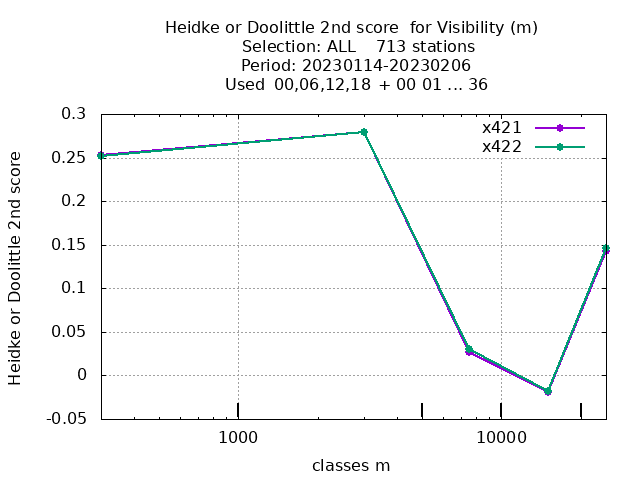 Heidke or Doolittle 2nd score  for Visibility (m)
Selection: ALL    713 stations
Period: 20230114-20230206
Used  00,06,12,18 + 00 01 ... 36
x421
x422
0.3
0.25
0.2
0.15
0.1
0.05
0
-0.05
Heidke or Doolittle 2nd score
1000
10000
classes m